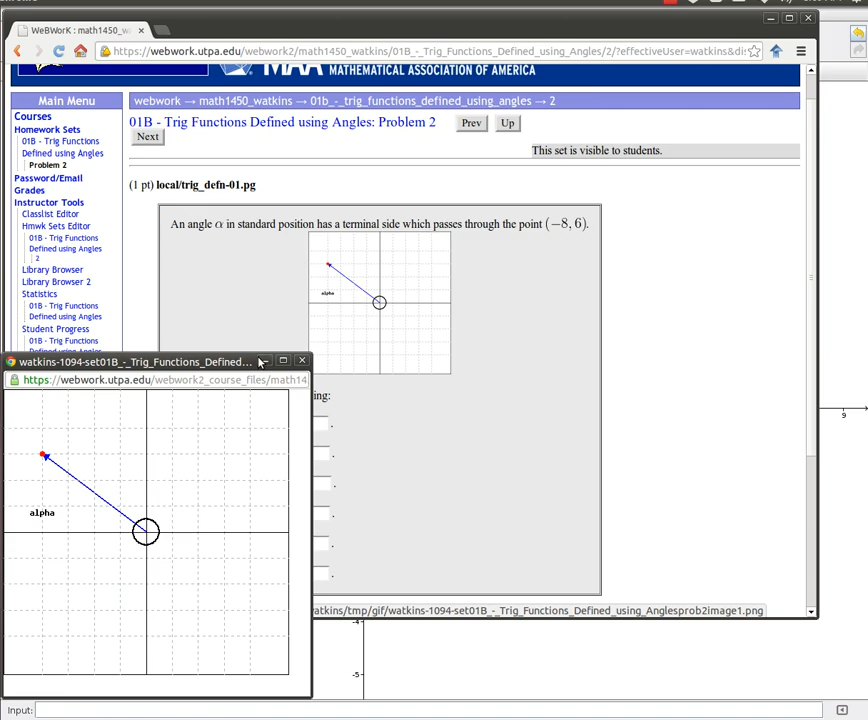 WeBWorK : math1450_wat
https://webwork.utpa.edu/webwork2/math1450_watkins/01B_-_Trig_Functions_Defined_using_Angles/2/?effectiveUser=watkins&di
MAA MATHEMATICAL ASSOCIATION OF AMERICA
Main Menu
Courses
Homework Sets
01B - Trig Functions
Defined using Angles
Problem 2
Password/Email
Grades
Instructor Tools
Classlist Editor
Hmwk Sets Editor
01B - Trig Functions
Defined using Angles
2
Library Browser
Library Browser 2
Statistics
01B - Trig Functions
Defined using Angles
Student Progress
01B - Trig Functions
webwork → math1450_watkins → 01b_-_trig_functions_defined_using_angles → 2
01B - Trig Functions Defined using Angles: Problem 2
Prev
Up
Next
This set is visible to students.
(1 pt) local/trig_defn-01.pg
An angle α in standard position has a terminal side which passes through the point (−8, 6).
alpha
ing:
.
.
.
.
.
.
watkins/tmp/gif/watkins-1094-set01B_-_Trig_Functions_Defined_using_Anglesprob2image1.png
watkins-1094-set01B_-_Trig_Functions_Defined...
https://webwork.utpa.edu/webwork2_course_files/math14
alpha
9
-4
-5
Input: